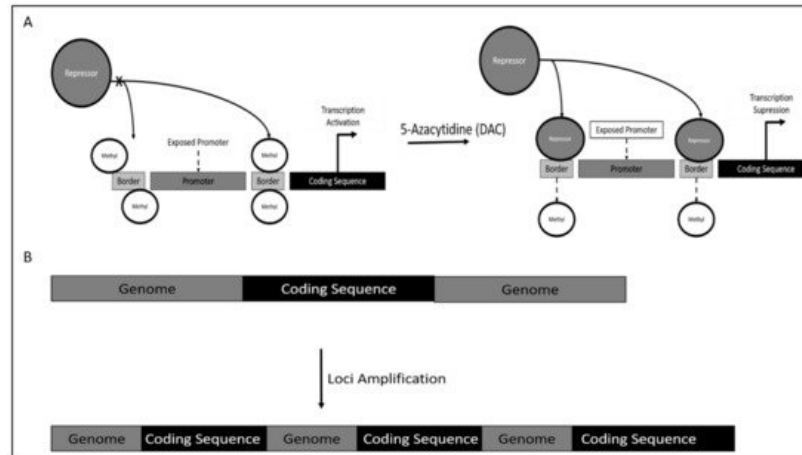 A
Repressor
X
Transcription
Activation
Methyl
Exposed Promoter
Methyl
Border
Promoter
Border
Coding Sequence
Methyl
Methyl
5-Azacytidine (DAC)
Repressor
Transcription
Supression
Repressor
Exposed Promoter
Repressor
Border
Promoter
Border
Coding Sequence
Methyl
Methyl
B
Genome Coding Sequence Genome
Loci Amplification
Genome Coding Sequence Genome Coding Sequence Genome Coding Sequence